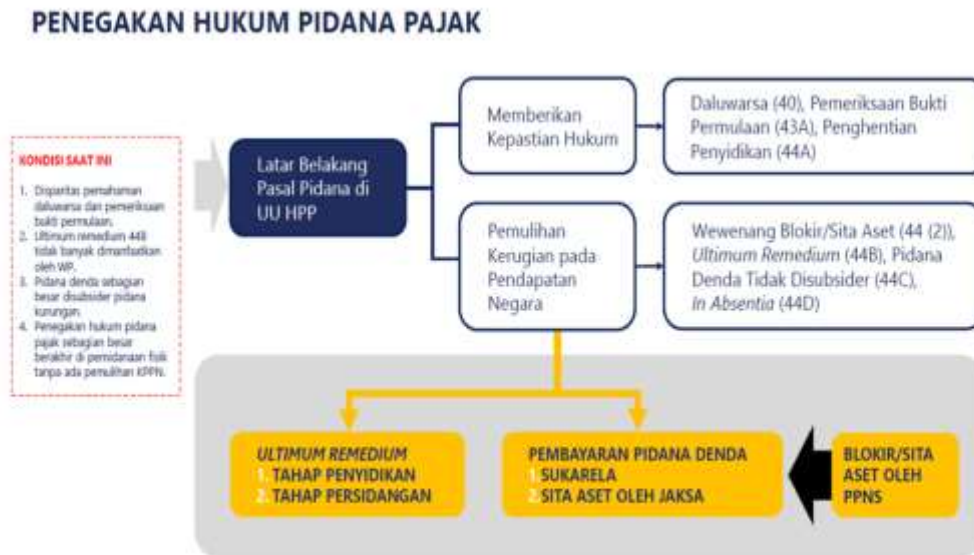 PENEGAKAN HUKUM PIDANA PAJAK
KONDISI SAAT INI
1. Disparitas pemahaman
daluwarsa dan pemeriksaan
bukti permulaan.
2. Ultimum remedium 44B
tidak banyak dimanfaatkan
oleh WP.
3. Pidana denda sebagian
besar disubsider pidana
kurungan.
4. Penegakan hukum pidana
pajak sebagian besar
berakhir di pemidanaan fisik
tanpa ada pemulihan KPPN.
Latar Belakang
Pasal Pidana di
UU HPP
Memberikan
Kepastian Hukum
Daluwarsa (40), Pemeriksaan Bukti
Permulaan (43A), Penghentian
Penyidikan (44A)
Pemulihan
Kerugian pada
Pendapatan
Negara
Wewenang Blokir/Sita Aset (44 (2)),
Ultimum Remedium (44B), Pidana
Denda Tidak Disubsider (44C),
In Absentia (44D)
ULTIMUM REMEDIUM
1. TAHAP PENYIDIKAN
2. TAHAP PERSIDANGAN
PEMBAYARAN PIDANA DENDA
1. SUKARELA
2. SITA ASET OLEH JAKSA
BLOKIR/SITA
ASET OLEH
PPNS